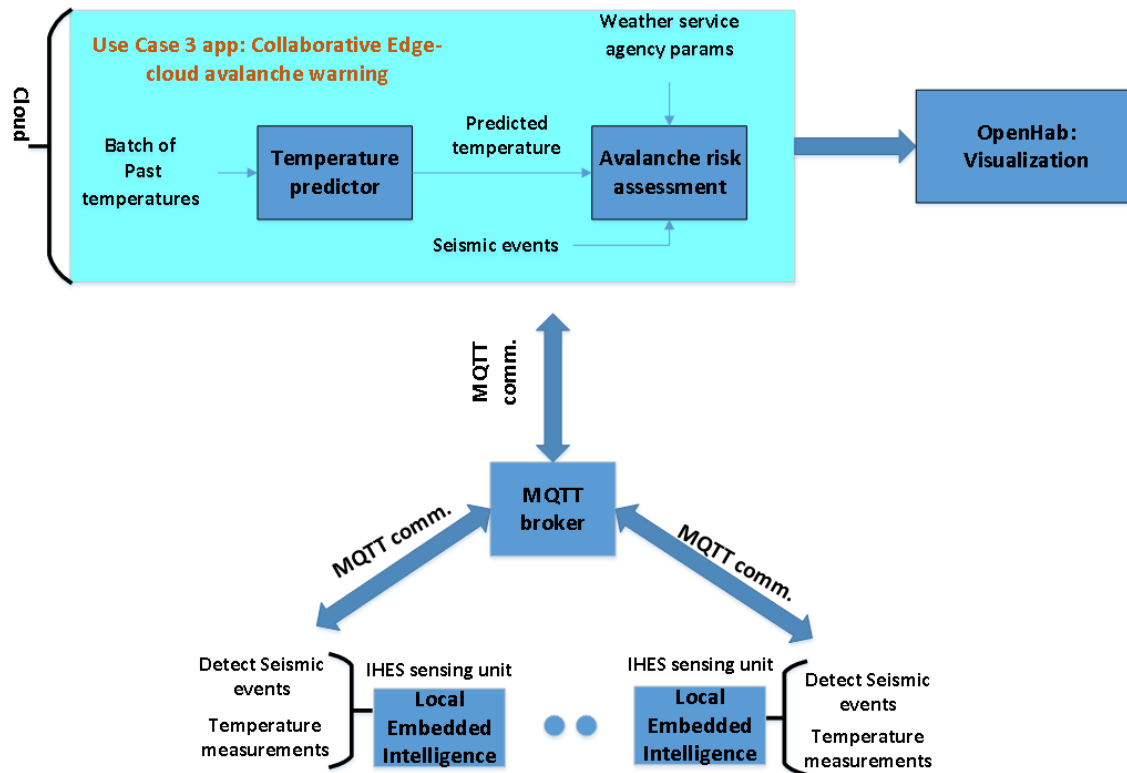 Weather service
agency params
Use Case 3 app: Collaborative Edge-
cloud avalanche warning
Cloud
Batch of
Past
temperatures
Temperature
predictor
Predicted
temperature
Avalanche risk
assessment
Seismic events
OpenHab:
Visualization
MQTT
comm.
MQTT
broker
MQTT comm.
MQTT comm.
Detect Seismic
events
Temperature
measurements
IHES sensing unit
Local
Embedded
Intelligence
IHES sensing unit
Local
Embedded
Intelligence
Detect Seismic
events
Temperature
measurements